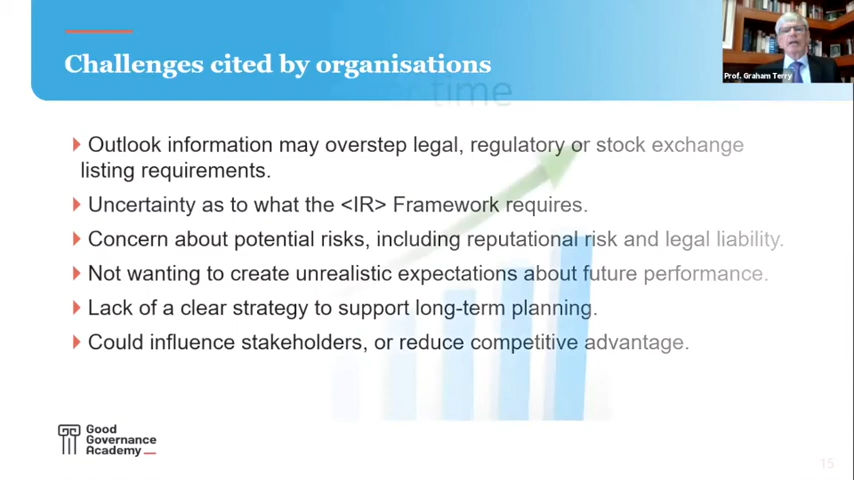 Challenges cited by organisations
time
Prof. Graham Terry
Outlook information may overstep legal, regulatory or stock exchange
listing requirements.
Uncertainty as to what the <IR> Framework requires.
Concern about potential risks, including reputational risk and legal liability.
Not wanting to create unrealistic expectations about future performance.
Lack of a clear strategy to support long-term planning.
Could influence stakeholders, or reduce competitive advantage.
Good
Governance
Academy
15